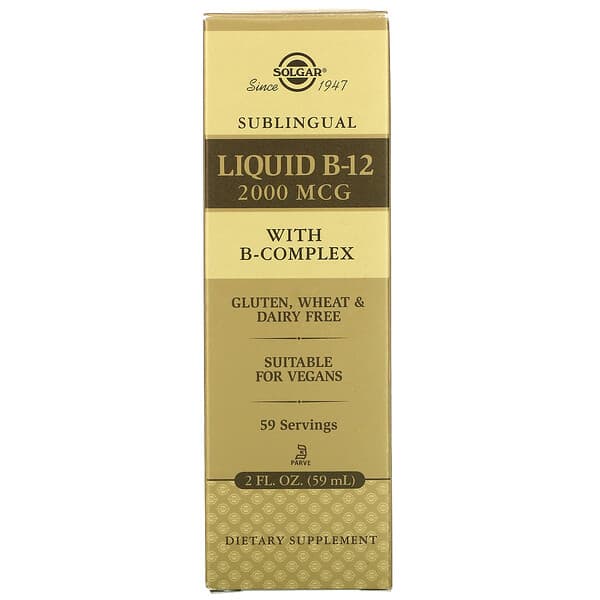 SOLGAR®
Since 1947
SUBLINGUAL
LIQUID B-12
2000 MCG
WITH
B-COMPLEX
GLUTEN, WHEAT &
DAIRY FREE
SUITABLE
FOR VEGANS
59 Servings
PARVE
2 FL. OZ. (59 mL)
DIETARY SUPPLEMENT